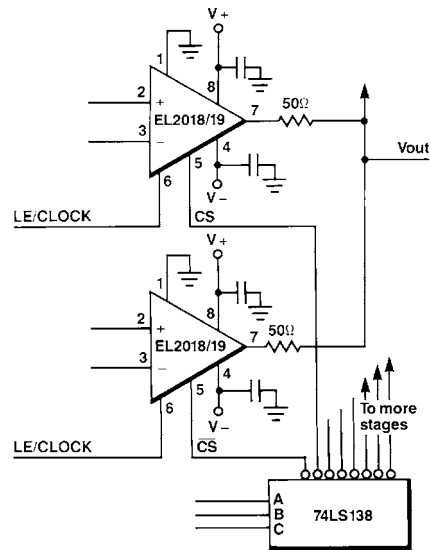 V+
1
8
2
+
EL2018/19
7
50Ω
3
−
4
5
V−
6
Vout
LE/CLOCK
CS
V+
1
8
2
+
EL2018/19
7
50Ω
3
−
4
5
V−
6
To more
stages
LE/CLOCK
C̅S̅
A
B
C
74LS138